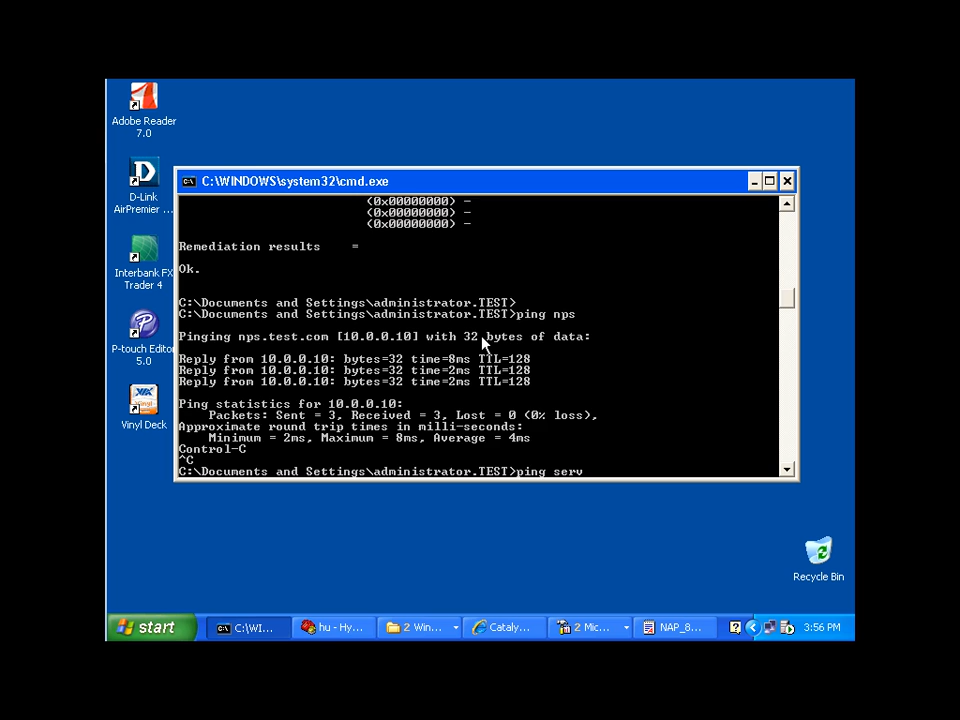 Adobe Reader
7.0
D-Link
AirPremier ...
Interbank FX
Trader 4
P-touch Editor
5.0
Vinyl Deck
C:\WINDOWS\system32\cmd.exe
(0x00000000) -
(0x00000000) -
(0x00000000) -
Remediation results    =
Ok.
C:\Documents and Settings\administrator.TEST>
C:\Documents and Settings\administrator.TEST>ping nps
Pinging nps.test.com [10.0.0.10] with 32 bytes of data:
Reply from 10.0.0.10: bytes=32 time=8ms TTL=128
Reply from 10.0.0.10: bytes=32 time=2ms TTL=128
Reply from 10.0.0.10: bytes=32 time=2ms TTL=128
Ping statistics for 10.0.0.10:
Packets: Sent = 3, Received = 3, Lost = 0 (0% loss),
Approximate round trip times in milli-seconds:
Minimum = 2ms, Maximum = 8ms, Average = 4ms
Control-C
^C
C:\Documents and Settings\administrator.TEST>ping serv
Recycle Bin
start
C:\WI...
hu - Hy...
2 Win...
Cataly...
2 Mic...
NAP_8...
3:56 PM